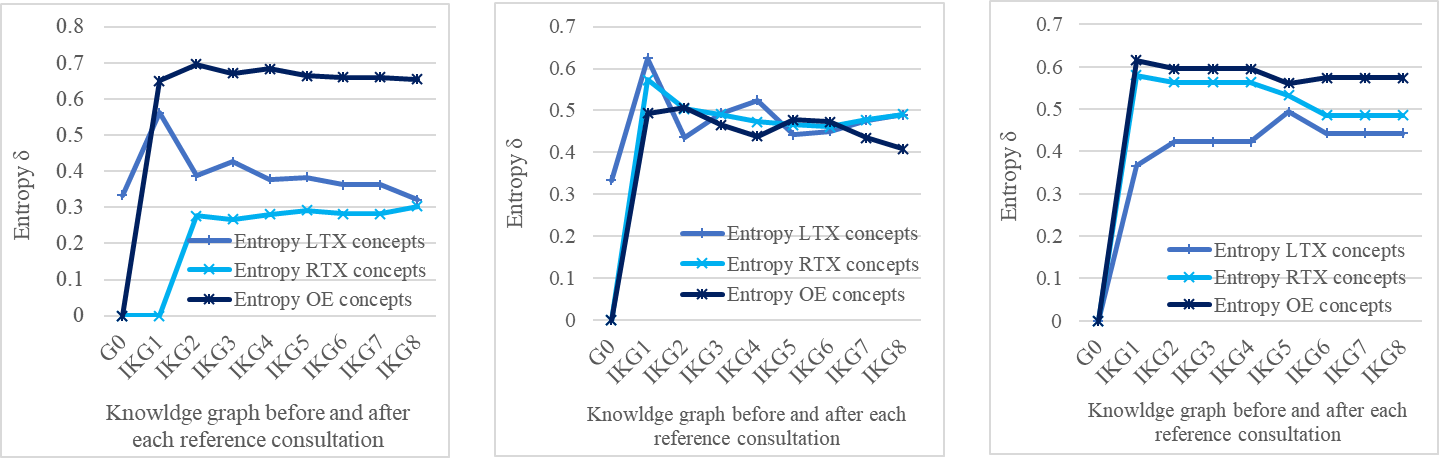 0.8
0.7
0.6
0.5
0.4
0.3
0.2
0.1
0
Entropy δ
Entropy LTX concepts
Entropy RTX concepts
Entropy OE concepts
G0
IKG1
IKG2
IKG3
IKG4
IKG5
IKG6
IKG7
IKG8
Knowldge graph before and after
each reference consultation
0.7
0.6
0.5
0.4
0.3
0.2
0.1
0
Entropy δ
Entropy LTX concepts
Entropy RTX concepts
Entropy OE concepts
G0
IKG1
IKG2
IKG3
IKG4
IKG5
IKG6
IKG7
IKG8
Knowldge graph before and after each
reference consultation
0.7
0.6
0.5
0.4
0.3
0.2
0.1
0
Entropy δ
Entropy LTX concepts
Entropy RTX concepts
Entropy OE concepts
G0
IKG1
IKG2
IKG3
IKG4
IKG5
IKG6
IKG7
IKG8
Knowldge graph before and after each
reference consultation